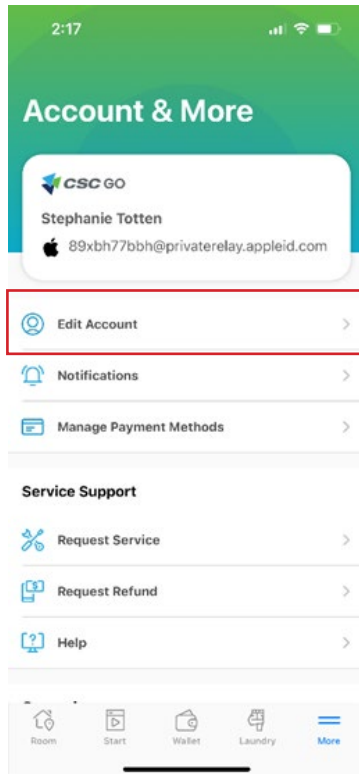 2:17
Account & More
CSC GO
Stephanie Totten
89xbh77bbh@privaterelay.appleid.com
Edit Account
Notifications
Manage Payment Methods
Service Support
Request Service
Request Refund
Help
Room Start Wallet Laundry More